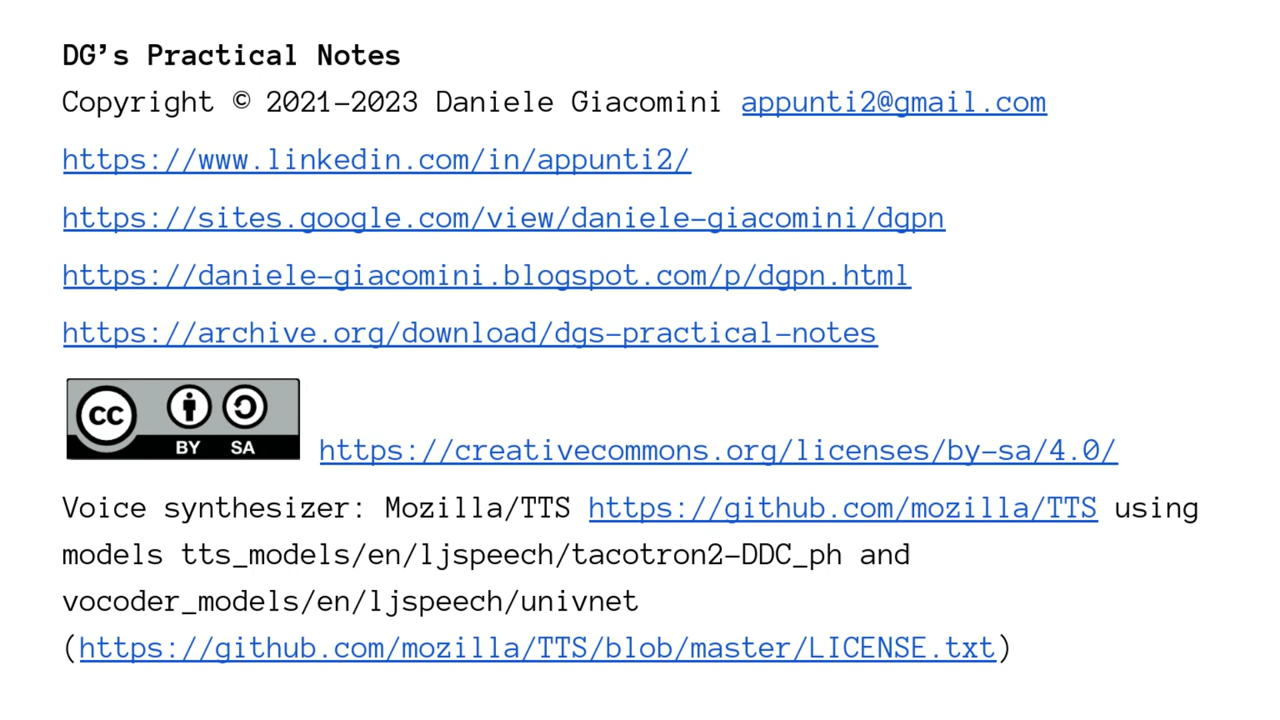 DG’s Practical Notes
Copyright © 2021-2023 Daniele Giacomini appunti2@gmail.com
https://www.linkedin.com/in/appunti2/
https://sites.google.com/view/daniele-giacomini/dgpn
https://daniele-giacomini.blogspot.com/p/dgpn.html
https://archive.org/download/dgs-practical-notes
cc BY SA https://creativecommons.org/licenses/by-sa/4.0/
Voice synthesizer: Mozilla/TTS https://github.com/mozilla/TTS using
models tts_models/en/ljspeech/tacotron2-DDC_ph and
vocoder_models/en/ljspeech/univnet
(https://github.com/mozilla/TTS/blob/master/LICENSE.txt)